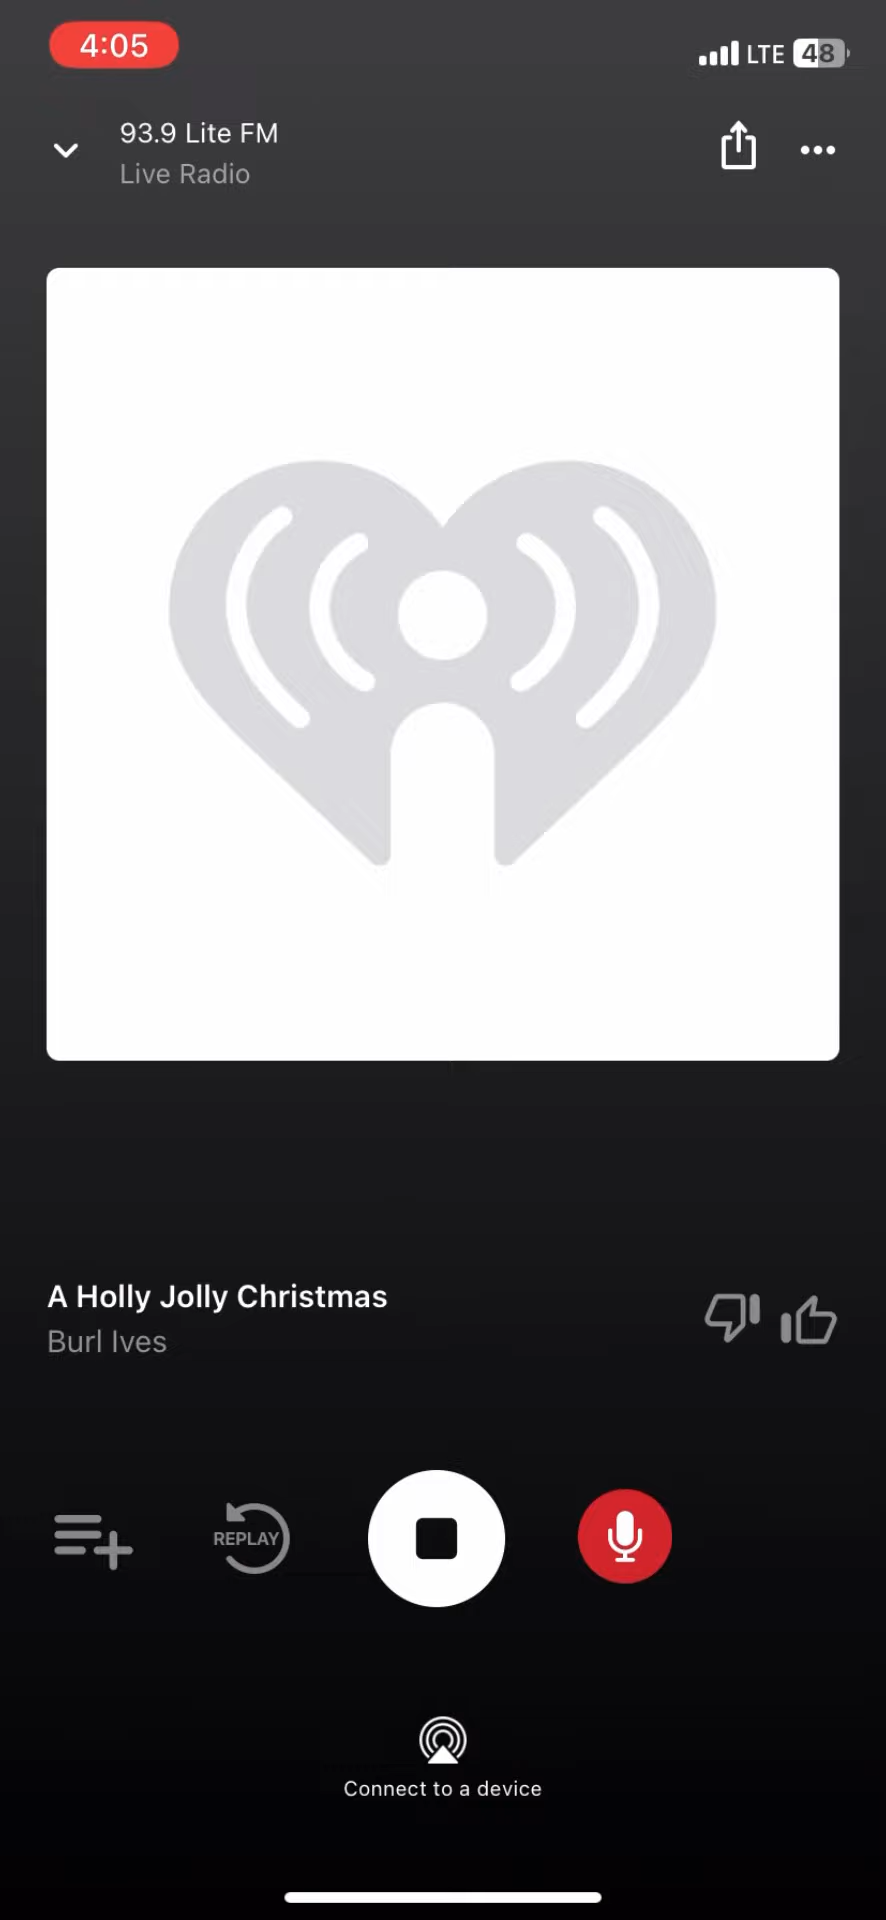 4:05
LTE 48
93.9 Lite FM
Live Radio
A Holly Jolly Christmas
Burl Ives
REPLAY
Connect to a device